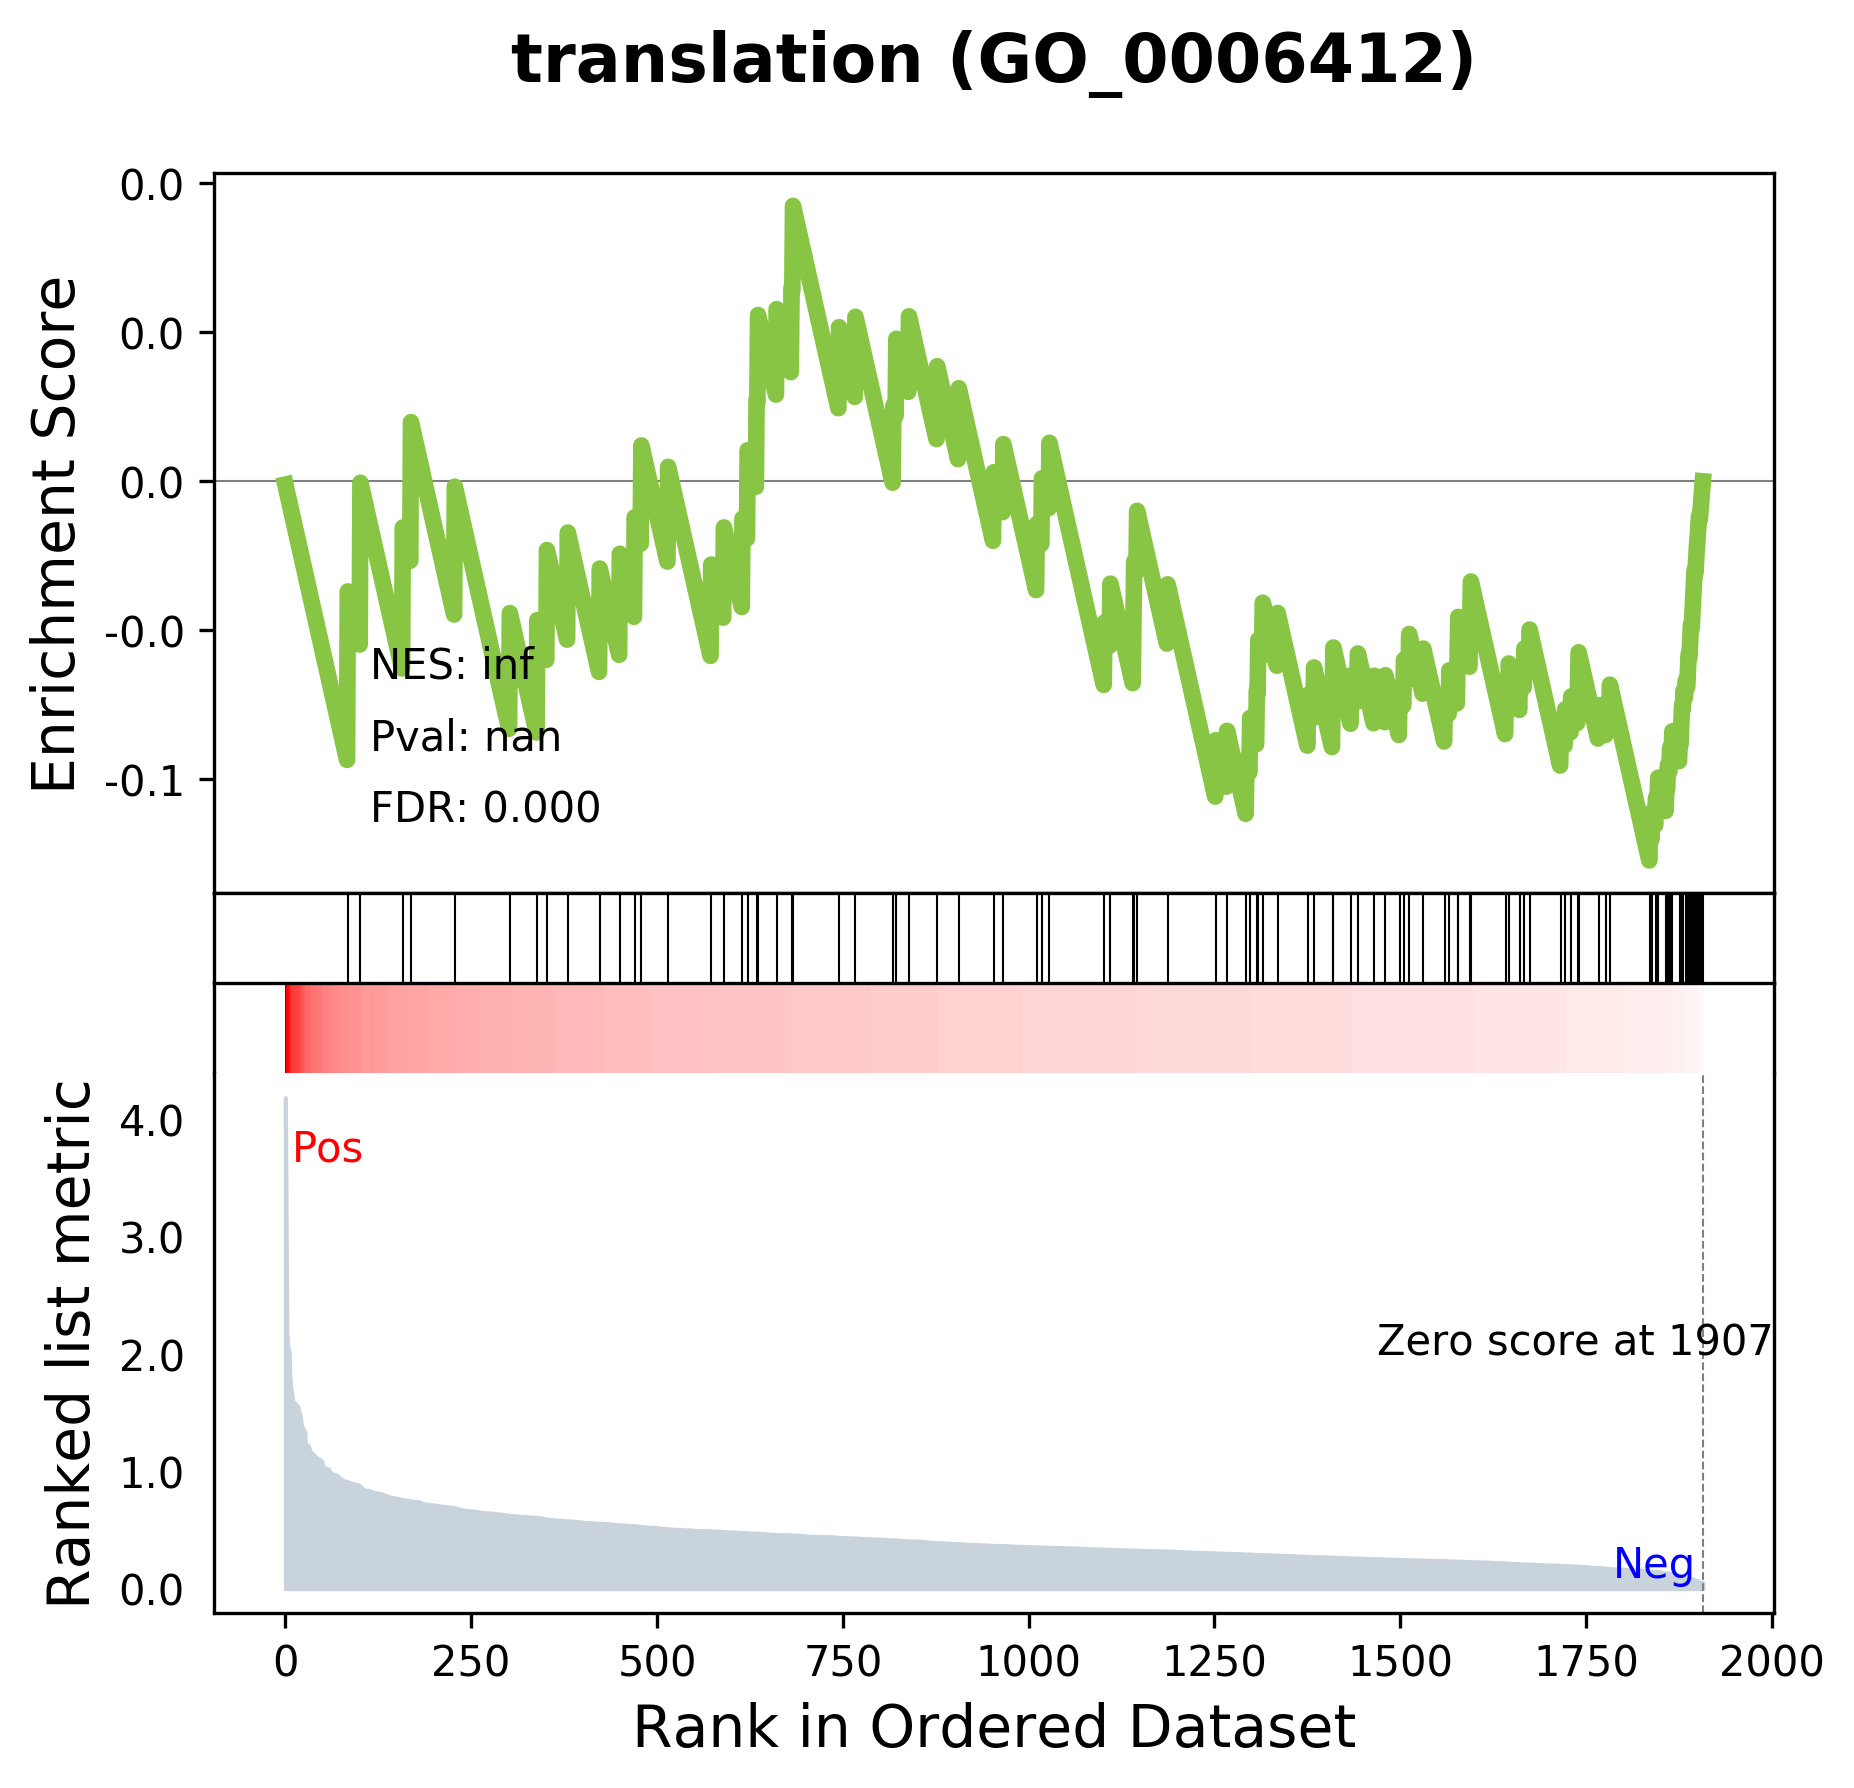 translation (GO_0006412)
Enrichment Score
0.0
0.0
0.0
-0.0
-0.1
NES: inf
Pval: nan
FDR: 0.000
Ranked list metric
4.0
3.0
2.0
1.0
0.0
Pos
Zero score at 1907
Neg
0 250 500 750 1000 1250 1500 1750 2000
Rank in Ordered Dataset